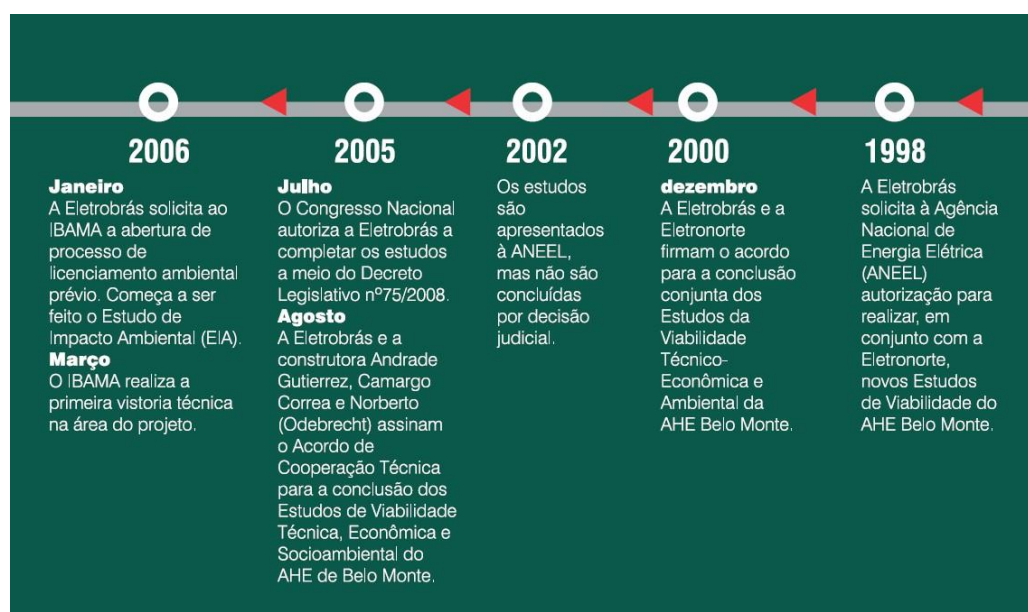 2006
Janeiro
A Eletrobrás solicita ao
IBAMA a abertura de
processo de
licenciamento ambiental
prévio. Começa a ser
feito o Estudo de
Impacto Ambiental (EIA).
Março
O IBAMA realiza a
primeira vistoria técnica
na área do projeto.
2005
Julho
O Congresso Nacional
autoriza a Eletrobrás a
completar os estudos
a meio do Decreto
Legislativo nº75/2008.
Agosto
A Eletrobrás e a
construtora Andrade
Gutierrez, Camargo
Correa e Norberto
(Odebrecht) assinam
o Acordo de
Cooperação Técnica
para a conclusão dos
Estudos de Viabilidade
Técnica, Econômica e
Socioambiental do
AHE de Belo Monte.
2002
Os estudos
são
apresentados
à ANEEL,
mas não são
concluídas
por decisão
judicial.
2000
dezembro
A Eletrobrás e a
Eletronorte
firmam o acordo
para a conclusão
conjunta dos
Estudos da
Viabilidade
Técnico-
Econômica e
Ambiental da
AHE Belo Monte.
1998
A Eletrobrás
solicita à Agência
Nacional de
Energia Elétrica
(ANEEL)
autorização para
realizar, em
conjunto com a
Eletronorte,
novos Estudos
de Viabilidade do
AHE Belo Monte.